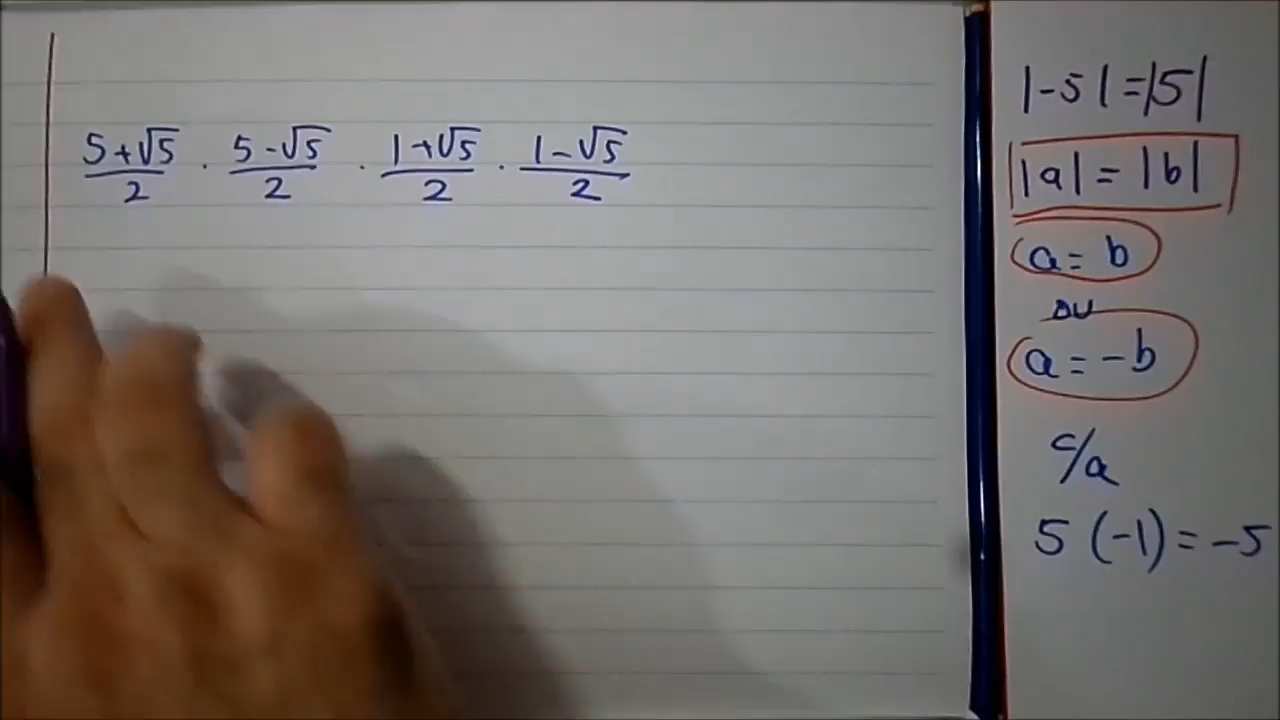 5+√5/2 · 5-√5/2 · 1+√5/2 · 1-√5/2
|-5|=|5|
|a| = |b|
a = b
ou
a = -b
c/a
5 (-1) = -5